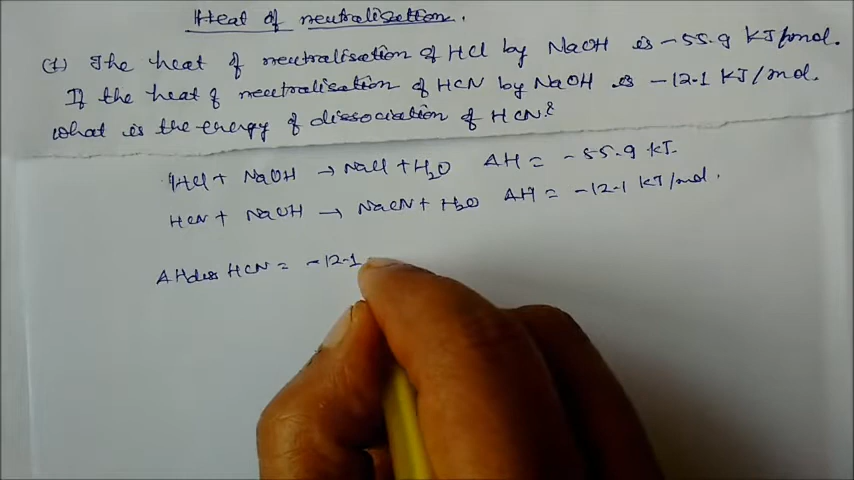 Heat of neutralisation.
(1) The heat of neutralisation of HCl by NaOH is -55.9 KJ/mol.
If the heat of neutralisation of HCN by NaOH is -12.1 KJ/mol.
what is the energy of dissociation of HCN?
HCl + NaOH → NaCl + H2O ΔH = -55.9 KJ.
HCN + NaOH → NaCN + H2O ΔH = -12.1 KJ/mol.
ΔHdiss HCN = -12.1